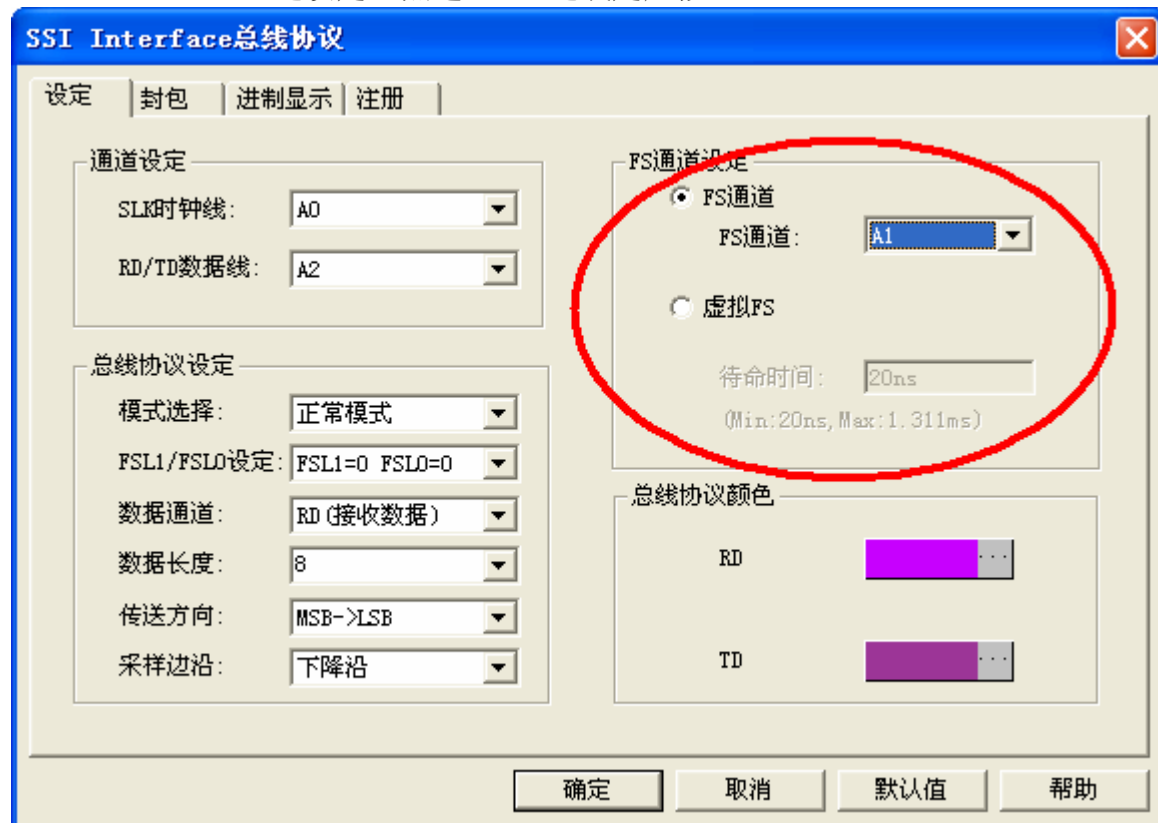 SSI Interface总线协议
设定 封包 进制显示 注册
通道设定
SLK时钟线: A0
RD/TD数据线: A2
FS通道设定
FS通道
FS通道: A1
虚拟FS
待命时间: 20ns
(Min:20ns,Max:1.311ms)
总线协议设定
模式选择: 正常模式
FSL1/FSL0设定: FSL1=0 FSL0=0
数据通道: RD(接收数据)
数据长度: 8
传送方向: MSB->LSB
采样边沿: 下降沿
总线协议颜色
RD ...
TD ...
确定 取消 默认值 帮助